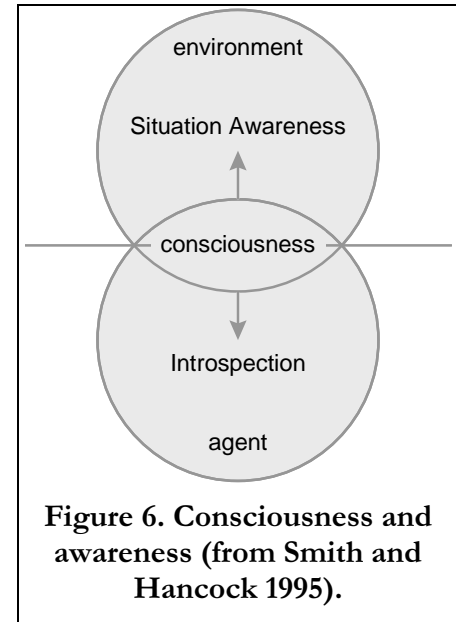 environment
Situation Awareness
consciousness
Introspection
agent
Figure 6. Consciousness and
awareness (from Smith and
Hancock 1995).